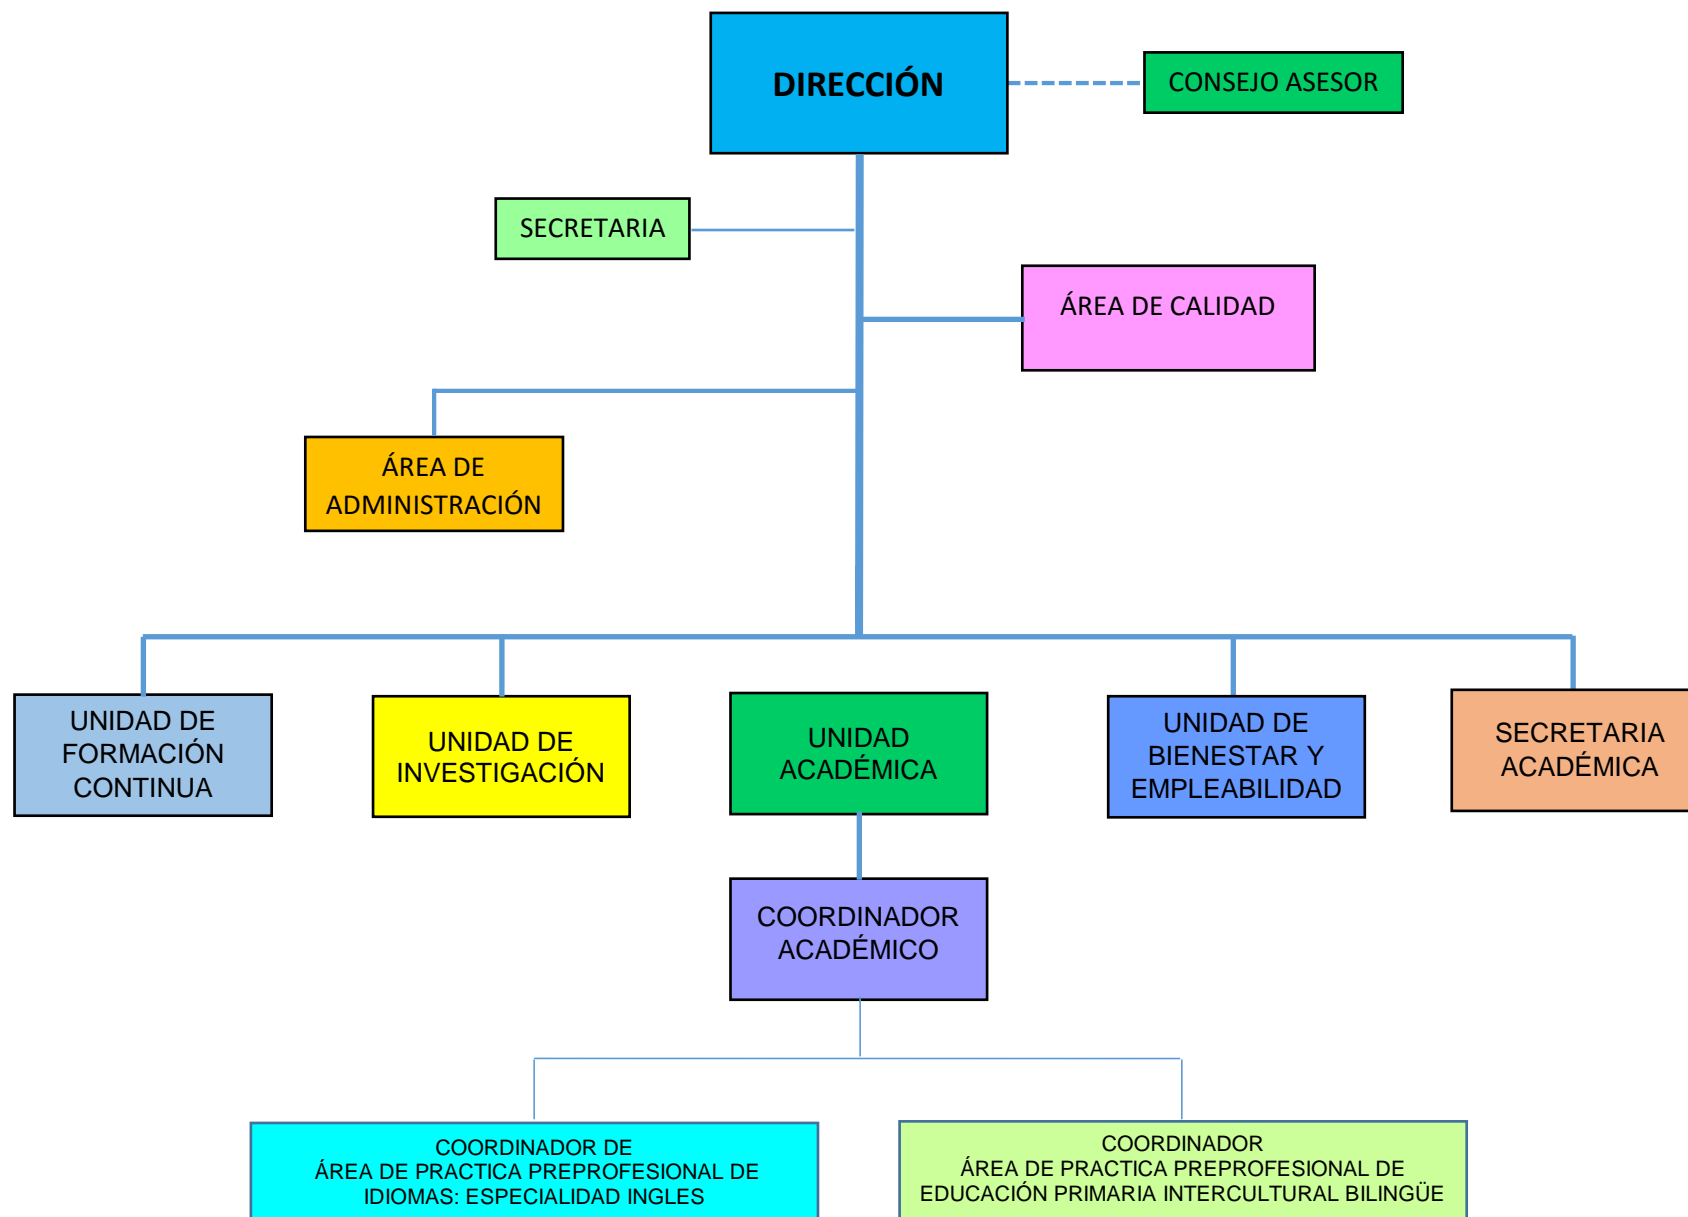 DIRECCIÓN
CONSEJO ASESOR
SECRETARIA
ÁREA DE CALIDAD
ÁREA DE
ADMINISTRACIÓN
UNIDAD DE
FORMACIÓN
CONTINUA
UNIDAD DE
INVESTIGACIÓN
UNIDAD
ACADÉMICA
UNIDAD DE
BIENESTAR Y
EMPLEABILIDAD
SECRETARIA
ACADÉMICA
COORDINADOR
ACADÉMICO
COORDINADOR DE
ÁREA DE PRACTICA PREPROFESIONAL DE
IDIOMAS: ESPECIALIDAD INGLES
COORDINADOR
ÁREA DE PRACTICA PREPROFESIONAL DE
EDUCACIÓN PRIMARIA INTERCULTURAL BILINGÜE